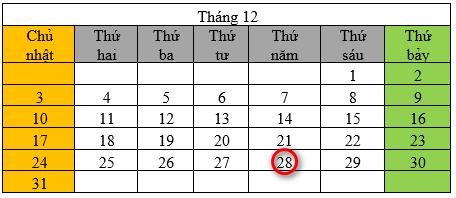 Tháng 12
Chủ nhật Thứ hai Thứ ba Thứ tư Thứ năm Thứ sáu Thứ bảy
1 2
3 4 5 6 7 8 9
10 11 12 13 14 15 16
17 18 19 20 21 22 23
24 25 26 27 28 29 30
31